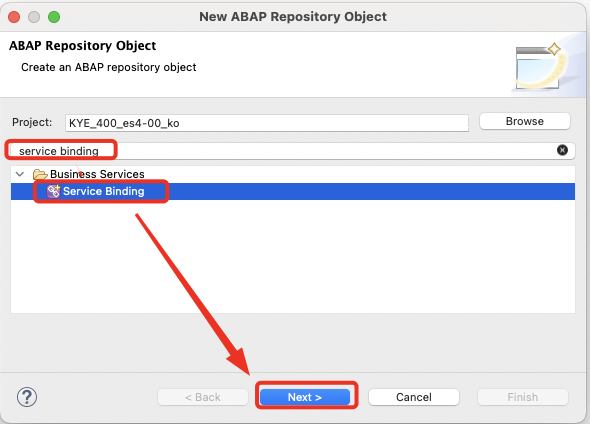 New ABAP Repository Object
ABAP Repository Object
Create an ABAP repository object
Project: KYE_400_es4-00_ko Browse
service binding
Business Services
Service Binding
? < Back Next > Cancel Finish